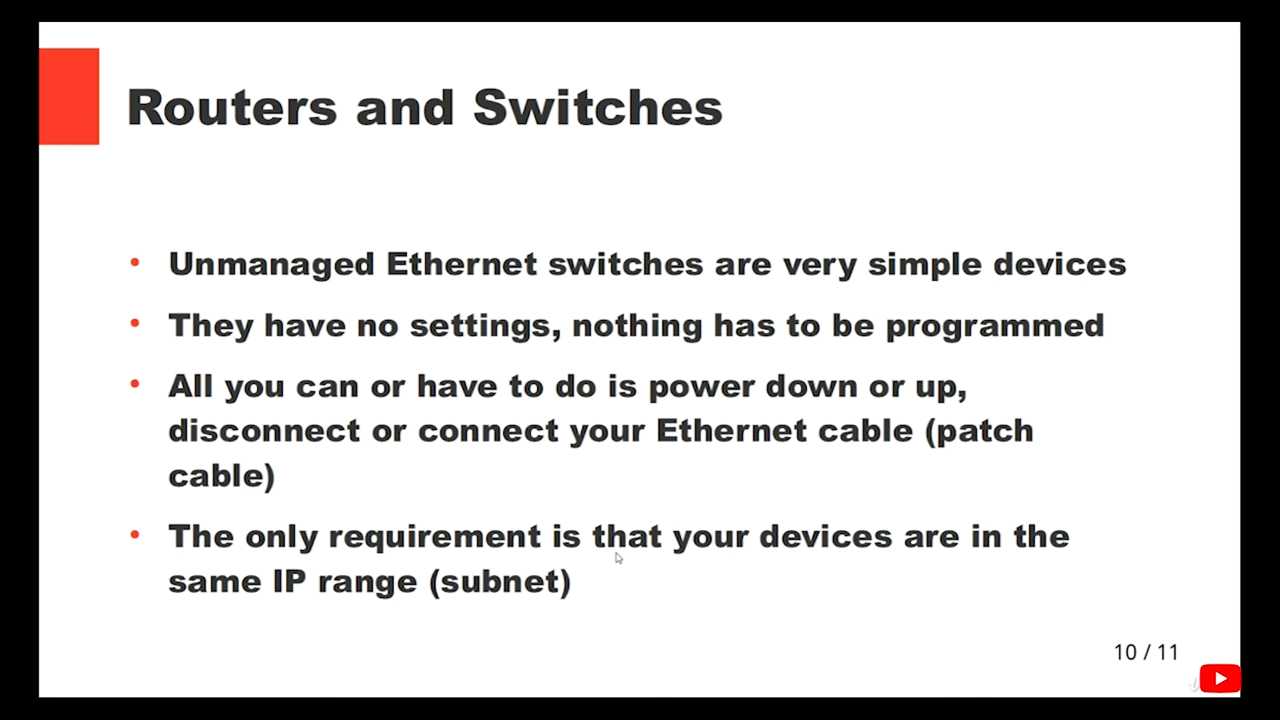 Routers and Switches
• Unmanaged Ethernet switches are very simple devices
• They have no settings, nothing has to be programmed
• All you can or have to do is power down or up,
disconnect or connect your Ethernet cable (patch
cable)
• The only requirement is that your devices are in the
same IP range (subnet)
10 / 11